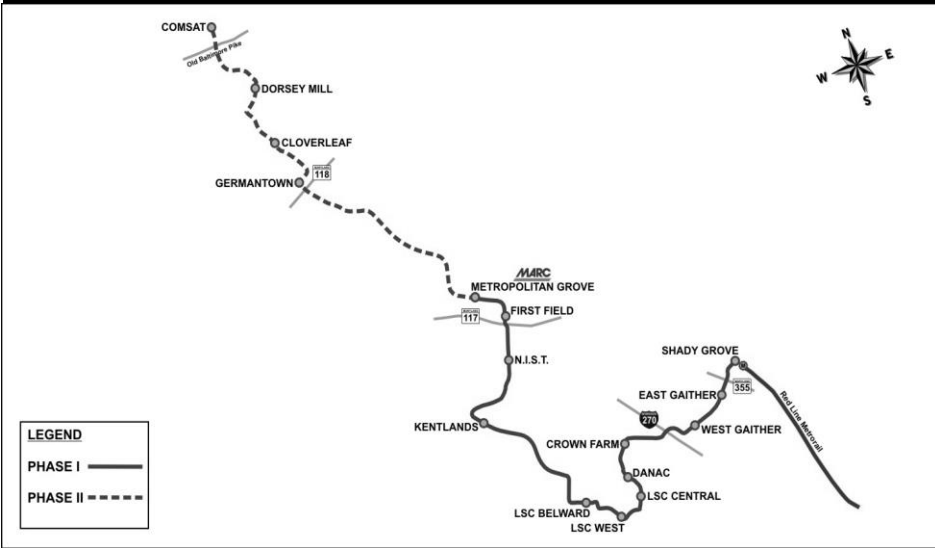 COMSAT
Old Baltimore Pike
DORSEY MILL
CLOVERLEAF
GERMANTOWN
118
N
E
W
S
MARC
METROPOLITAN GROVE
FIRST FIELD
117
N.I.S.T.
KENTLANDS
SHADY GROVE
M
355
EAST GAITHER
Red Line Metrorail
270
WEST GAITHER
CROWN FARM
DANAC
LSC CENTRAL
LSC BELWARD
LSC WEST
LEGEND
PHASE I
PHASE II